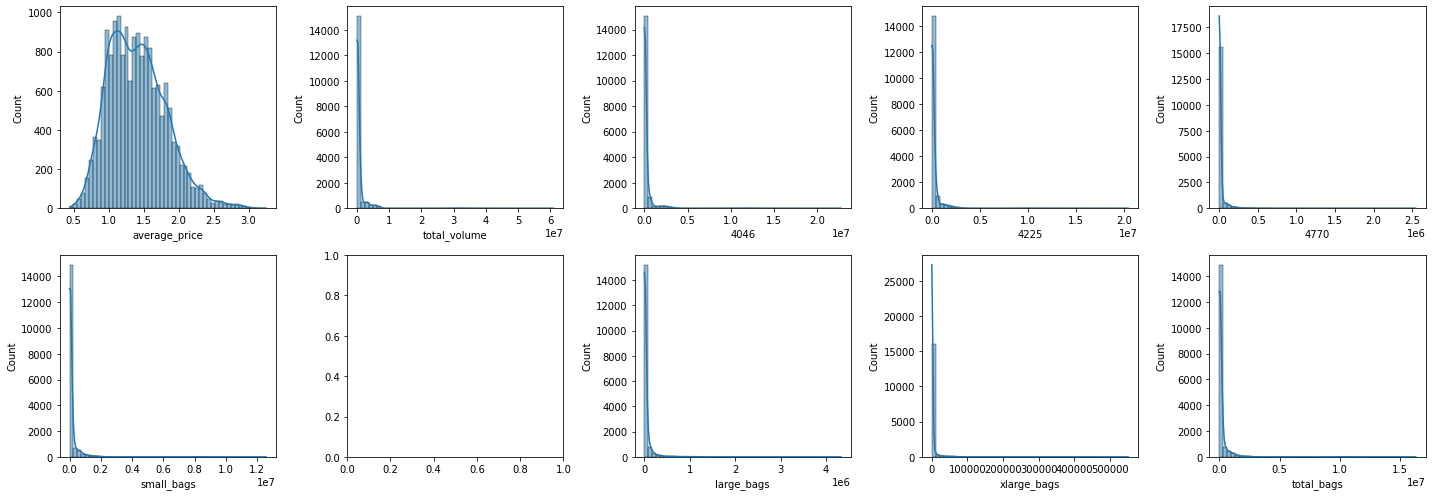 1000
800
600
400
200
0
Count
0.5 1.0 1.5 2.0 2.5 3.0
average_price
14000
12000
10000
8000
6000
4000
2000
0
Count
0 1 2 3 4 5 6
1e7
total_volume
14000
12000
10000
8000
6000
4000
2000
0
Count
0.0 0.5 1.0 1.5 2.0
1e7
4046
14000
12000
10000
8000
6000
4000
2000
0
Count
0.0 0.5 1.0 1.5 2.0
1e7
4225
17500
15000
12500
10000
7500
5000
2500
0
Count
0.0 0.5 1.0 1.5 2.0 2.5
1e6
4770
14000
12000
10000
8000
6000
4000
2000
0
Count
0.0 0.2 0.4 0.6 0.8 1.0 1.2
1e7
small_bags
1.0
0.8
0.6
0.4
0.2
0.0
0.0 0.2 0.4 0.6 0.8 1.0
14000
12000
10000
8000
6000
4000
2000
0
Count
0 1 2 3 4
1e6
large_bags
25000
20000
15000
10000
5000
0
Count
0 100000 200000 300000 400000 500000
xlarge_bags
14000
12000
10000
8000
6000
4000
2000
0
Count
0.0 0.5 1.0 1.5
1e7
total_bags